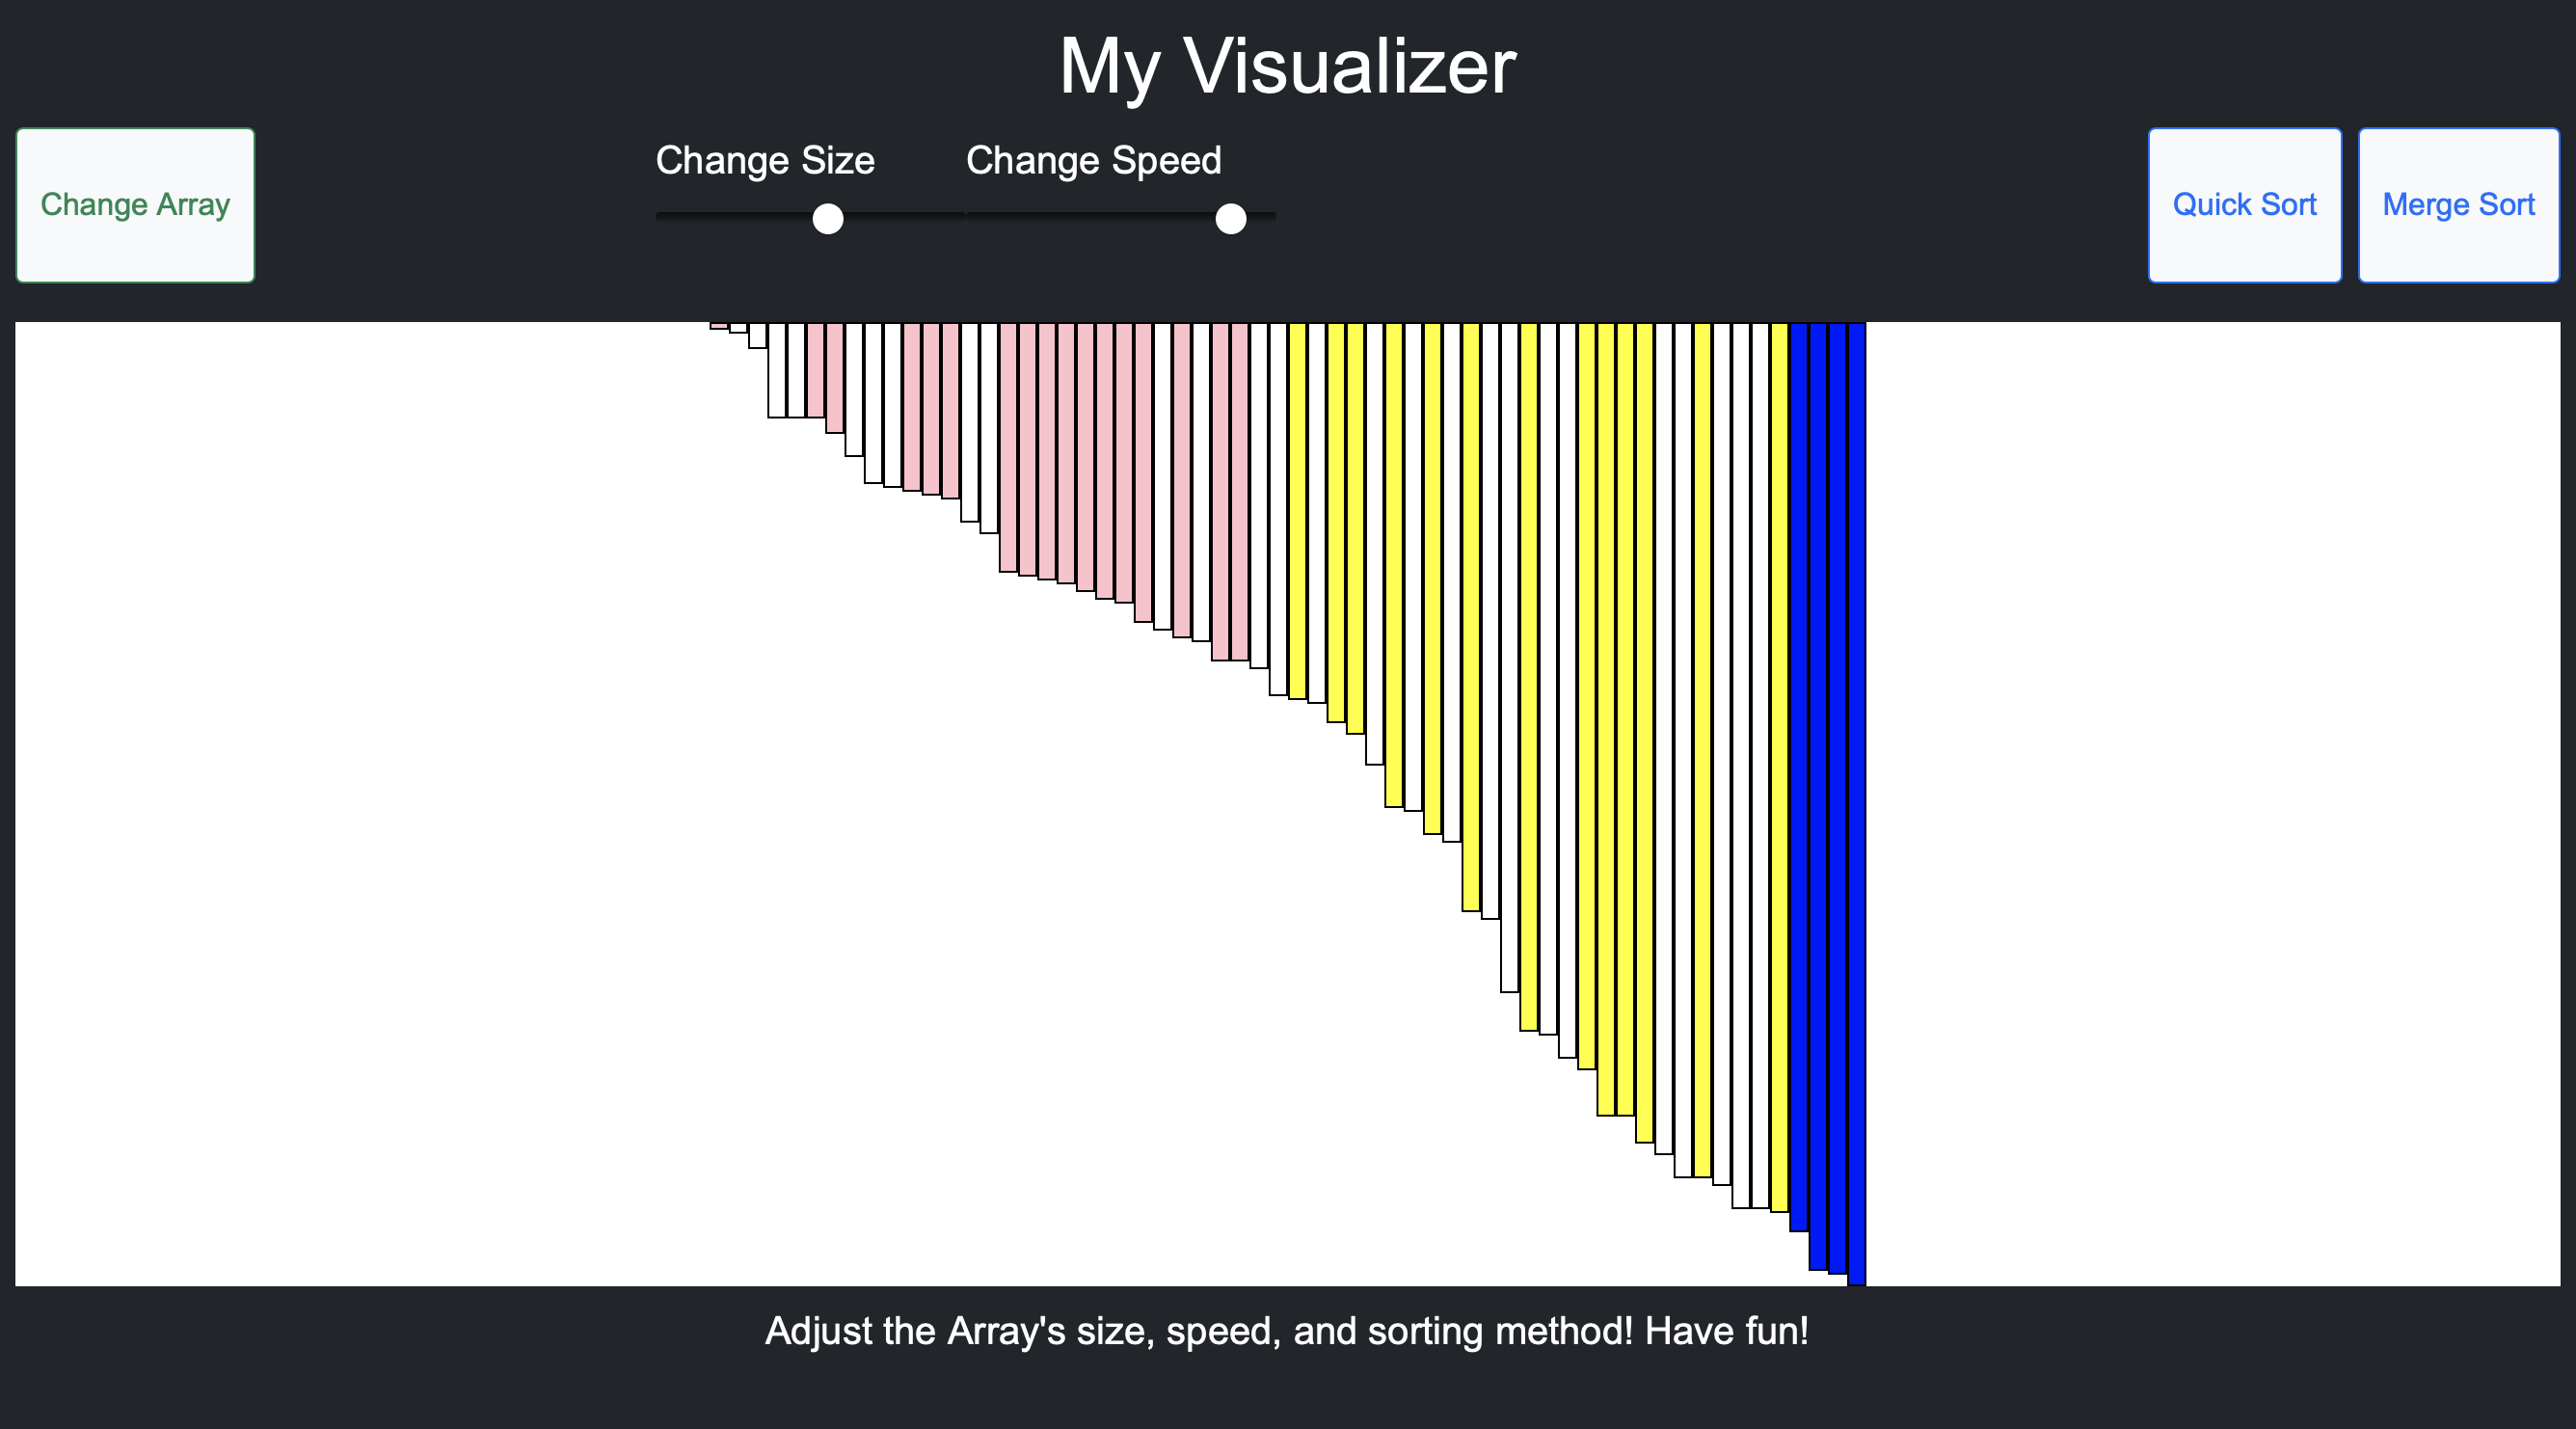 My Visualizer
Change Array
Change Size
Change Speed
Quick Sort
Merge Sort
Adjust the Array's size, speed, and sorting method! Have fun!